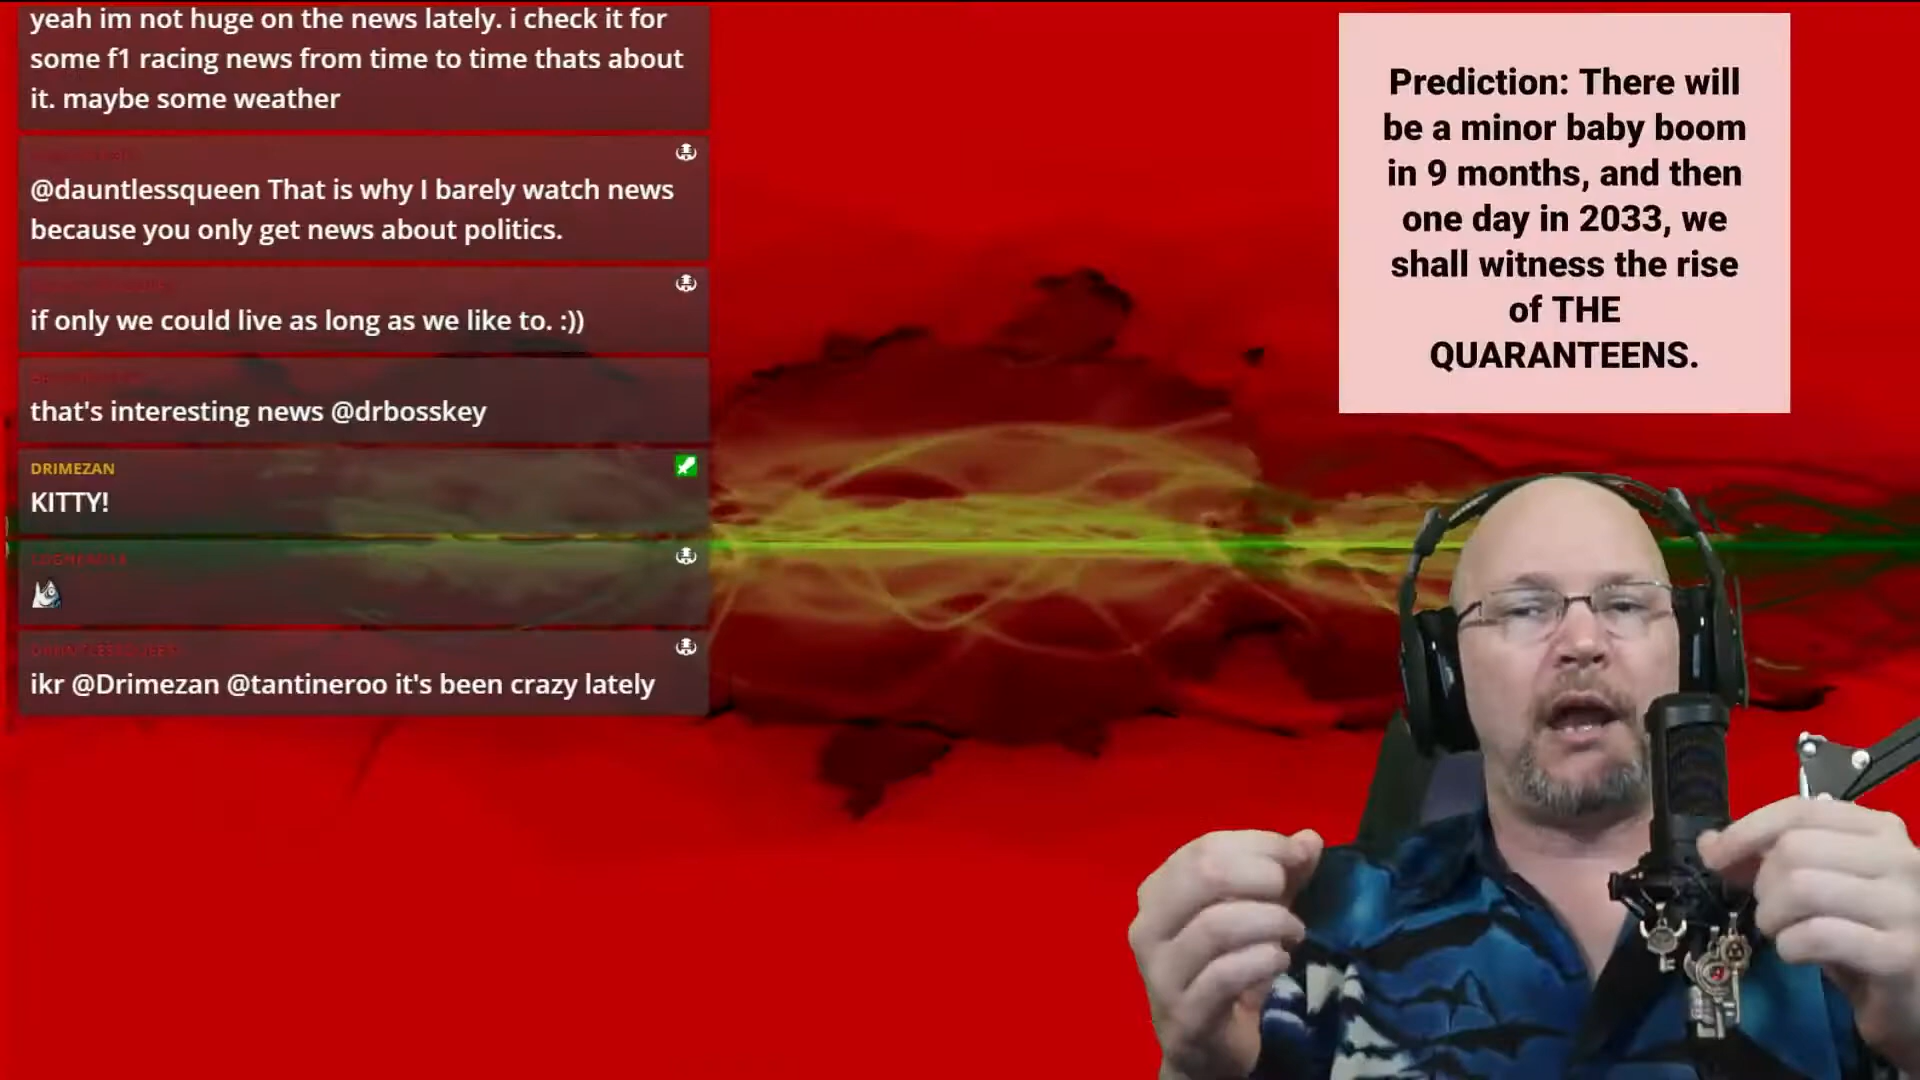 yeah im not huge on the news lately. i check it for
some f1 racing news from time to time thats about
it. maybe some weather
@dauntlessqueen That is why I barely watch news
because you only get news about politics.
if only we could live as long as we like to. :))
that's interesting news @drbosskey
DRIMEZAN
KITTY!
DAUNTLESSQUEEN
ikr @Drimezan @tantineroo it's been crazy lately
Prediction: There will
be a minor baby boom
in 9 months, and then
one day in 2033, we
shall witness the rise
of THE
QUARANTEENS.